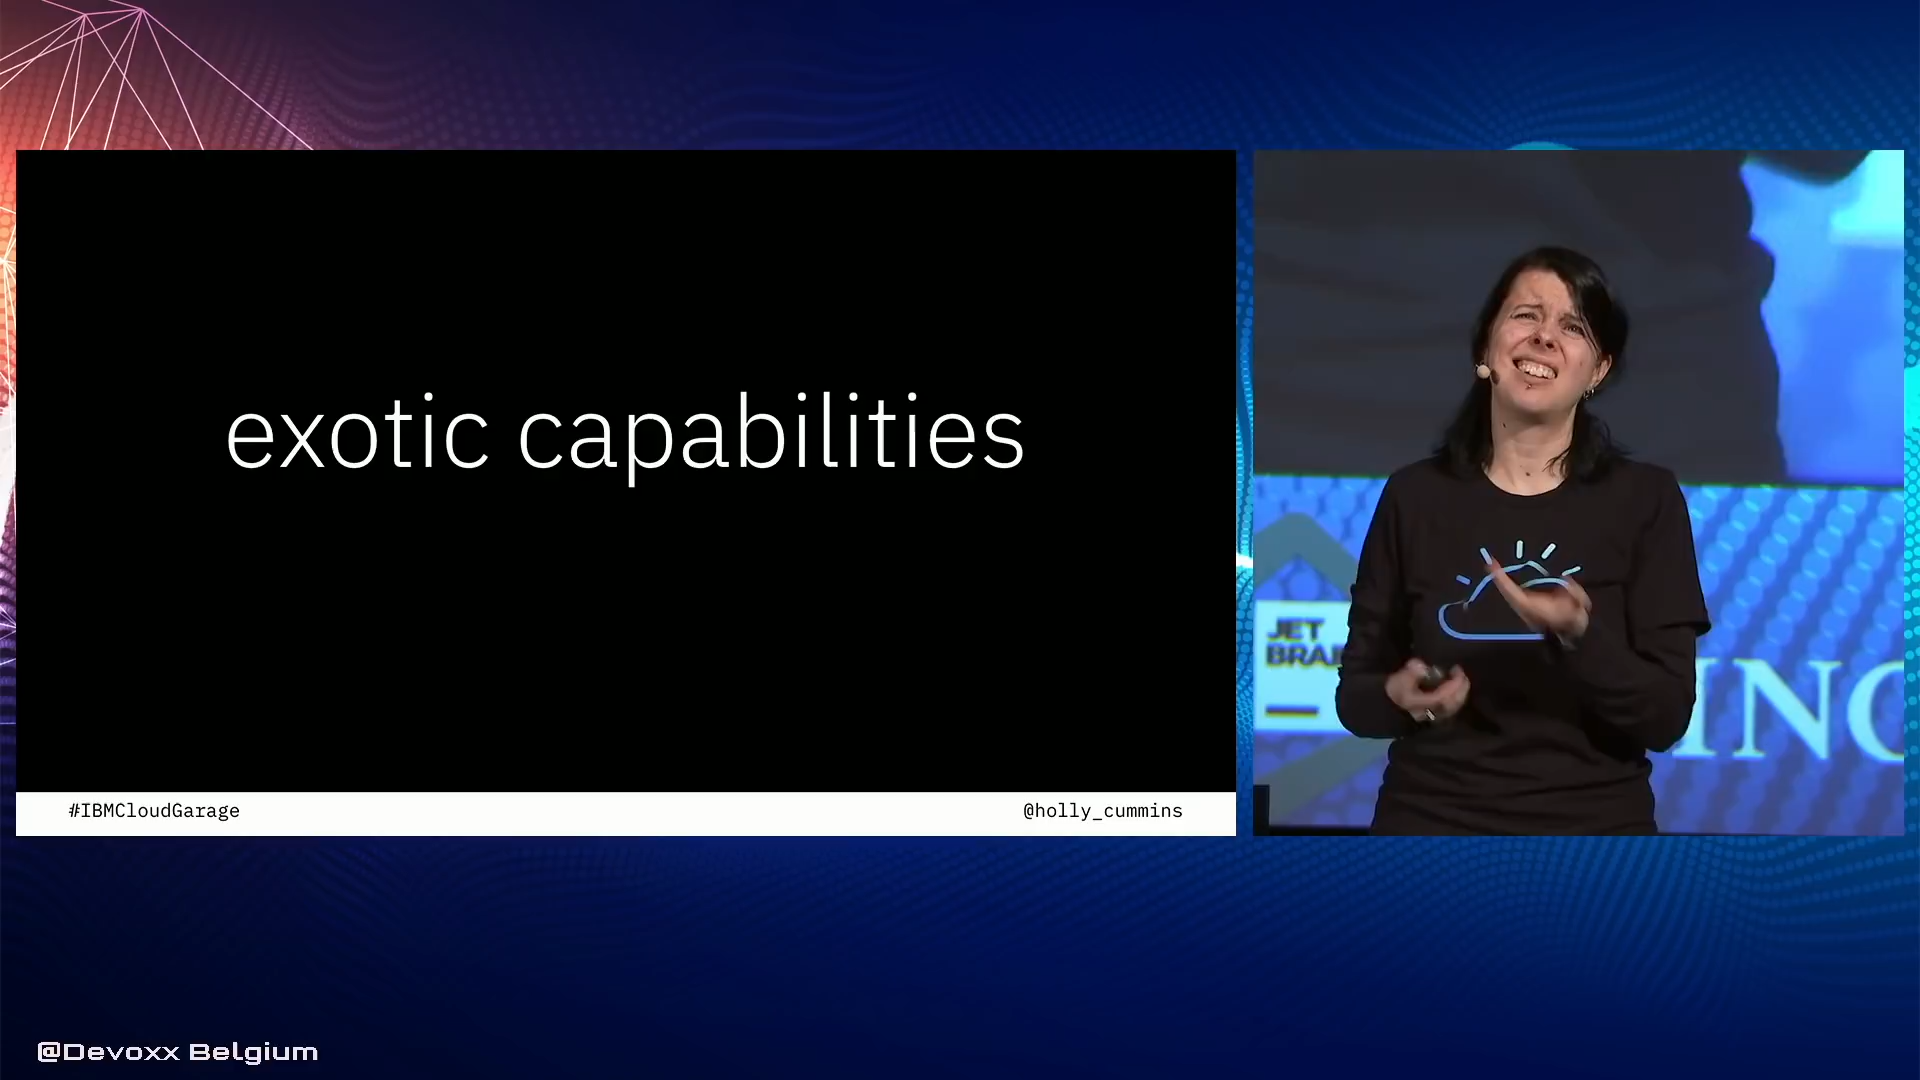 exotic capabilities
#IBMCloudGarage
@holly_cummins
JET
@Devoxx Belgium